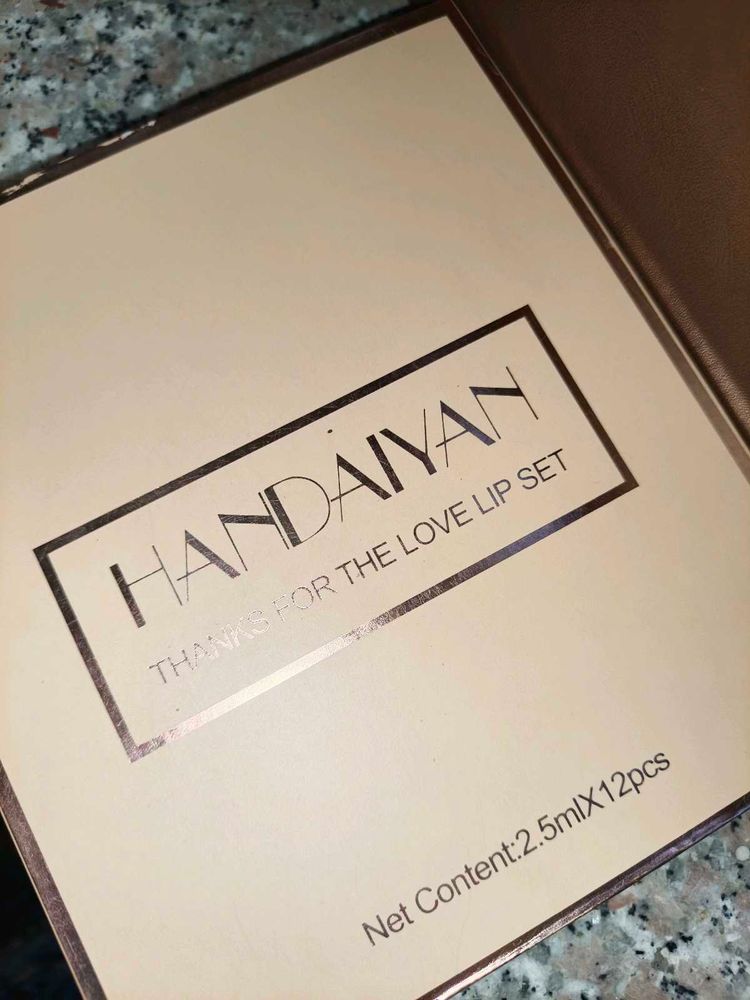 HANDAIYAN
THANKS FOR THE LOVE LIP SET
Net Content:2.5mlX12pcs